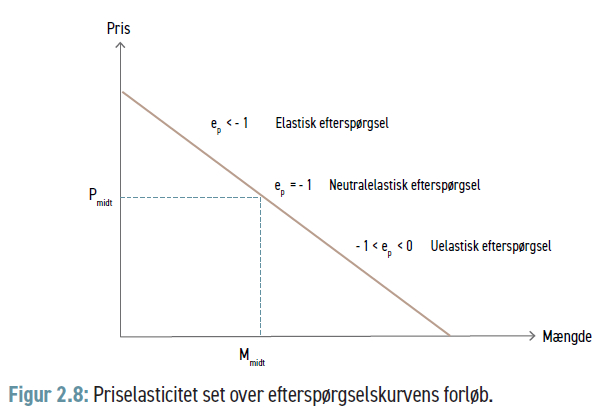 Pris
e_p < - 1 Elastisk efterspørgsel
e_p = - 1 Neutralelastisk efterspørgsel
P_midt
- 1 < e_p < 0 Uelastisk efterspørgsel
Mængde
M_midt
Figur 2.8: Priselasticitet set over efterspørgselskurvens forløb.